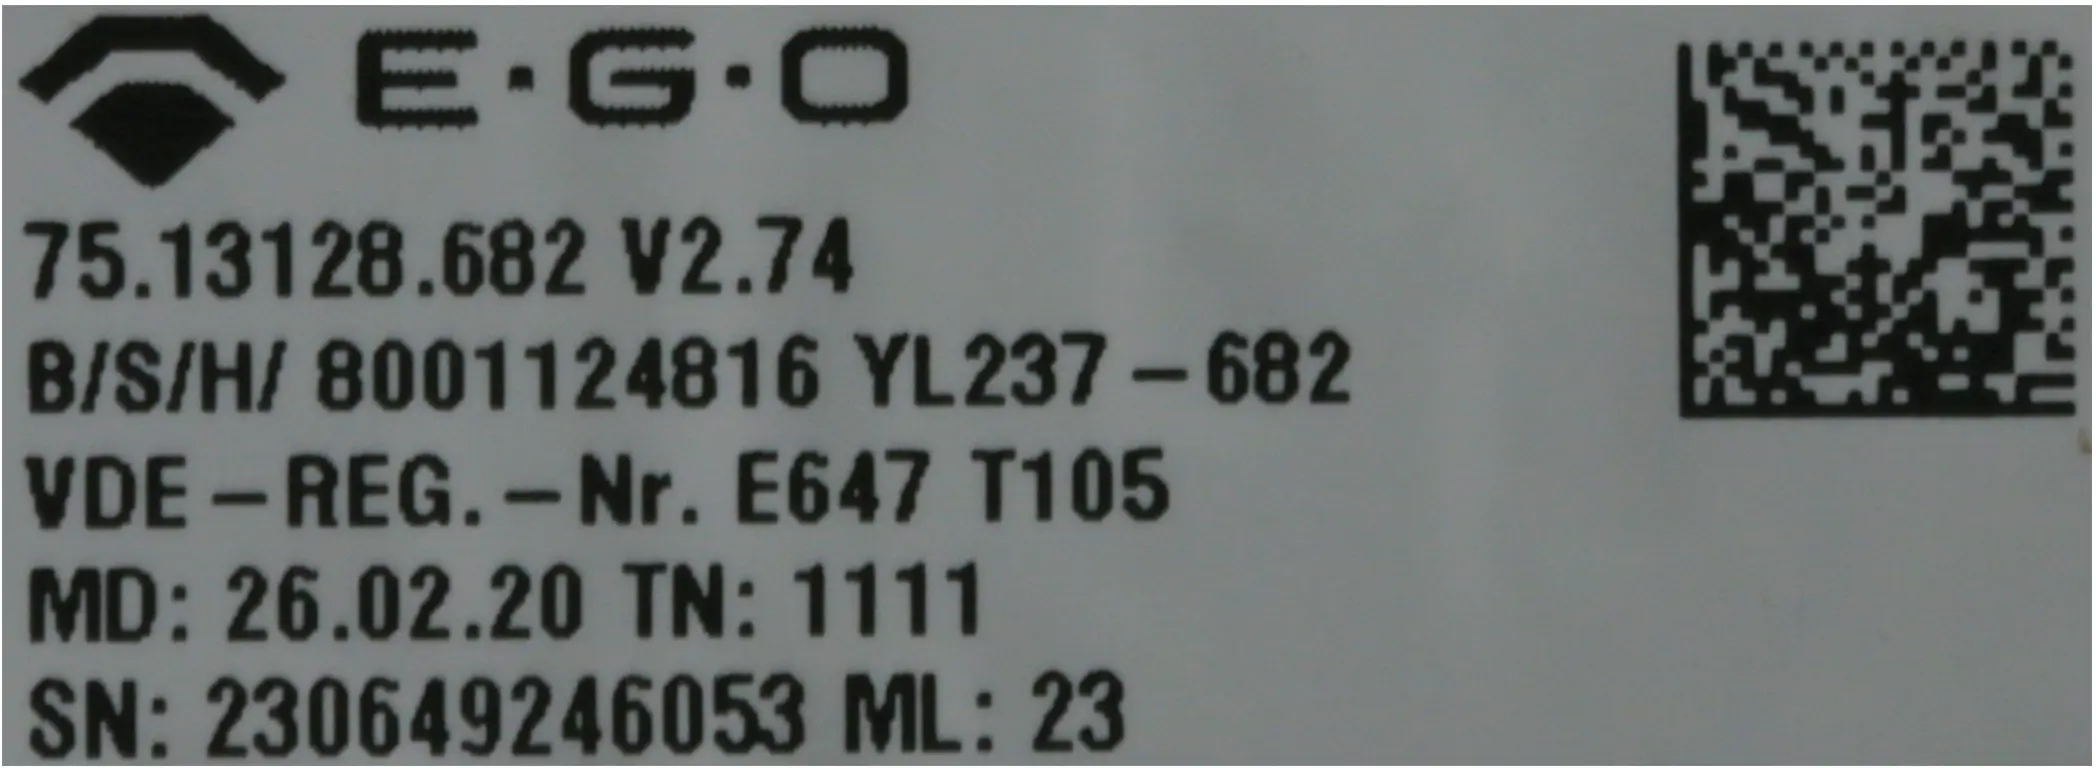 E·G·O
75.13128.682 V2.74
B/S/H/ 8001124816 YL237-682
VDE-REG.-Nr. E647 T105
MD: 26.02.20 TN: 1111
SN: 230649246053 ML: 23